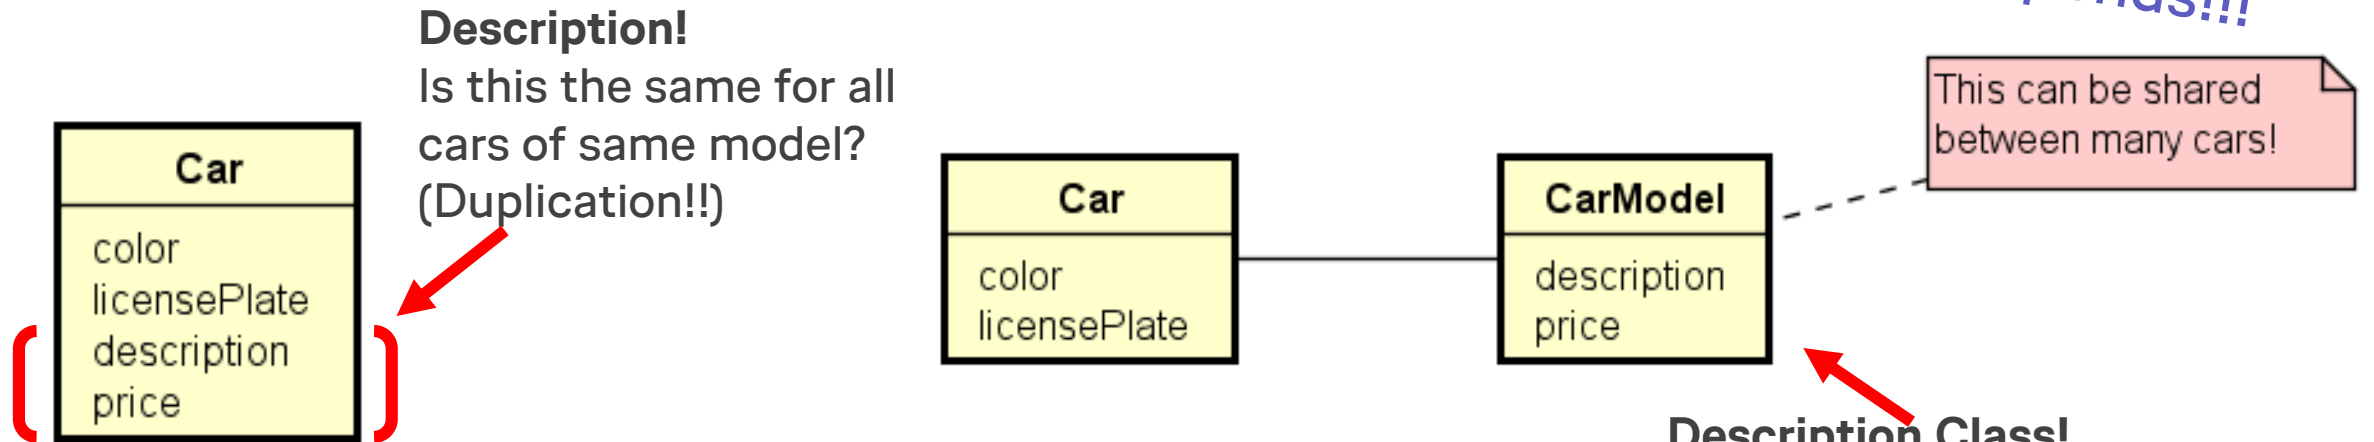 Description!
Is this the same for all
cars of same model?
(Duplication!!)
Car
color
licensePlate
description
price
Car
color
licensePlate
CarModel
description
price
This can be shared
between many cars!
Description Class!